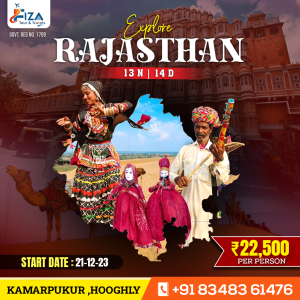 FIZA
Tour & Travels
GOVT. REG NO. 1709
Explore
RAJASTHAN
13 N | 14 D
₹22,500
PER PERSON
START DATE : 21-12-23
KAMARPUKUR ,HOOGHLY
+91 83483 61476